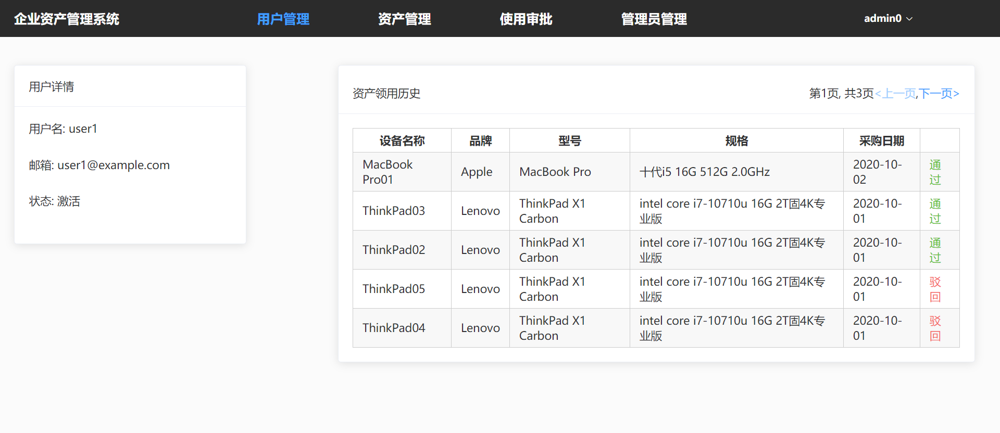 企业资产管理系统 用户管理 资产管理 使用审批 管理员管理 admin0
用户详情
用户名: user1
邮箱: user1@example.com
状态: 激活
资产领用历史 第1页, 共3页<上一页,下一页>
设备名称 品牌 型号 规格 采购日期
MacBook Pro01 Apple MacBook Pro 十代i5 16G 512G 2.0GHz 2020-10-02 通过
ThinkPad03 Lenovo ThinkPad X1 Carbon intel core i7-10710u 16G 2T固4K专业版 2020-10-01 通过
ThinkPad02 Lenovo ThinkPad X1 Carbon intel core i7-10710u 16G 2T固4K专业版 2020-10-01 通过
ThinkPad05 Lenovo ThinkPad X1 Carbon intel core i7-10710u 16G 2T固4K专业版 2020-10-01 驳回
ThinkPad04 Lenovo ThinkPad X1 Carbon intel core i7-10710u 16G 2T固4K专业版 2020-10-01 驳回